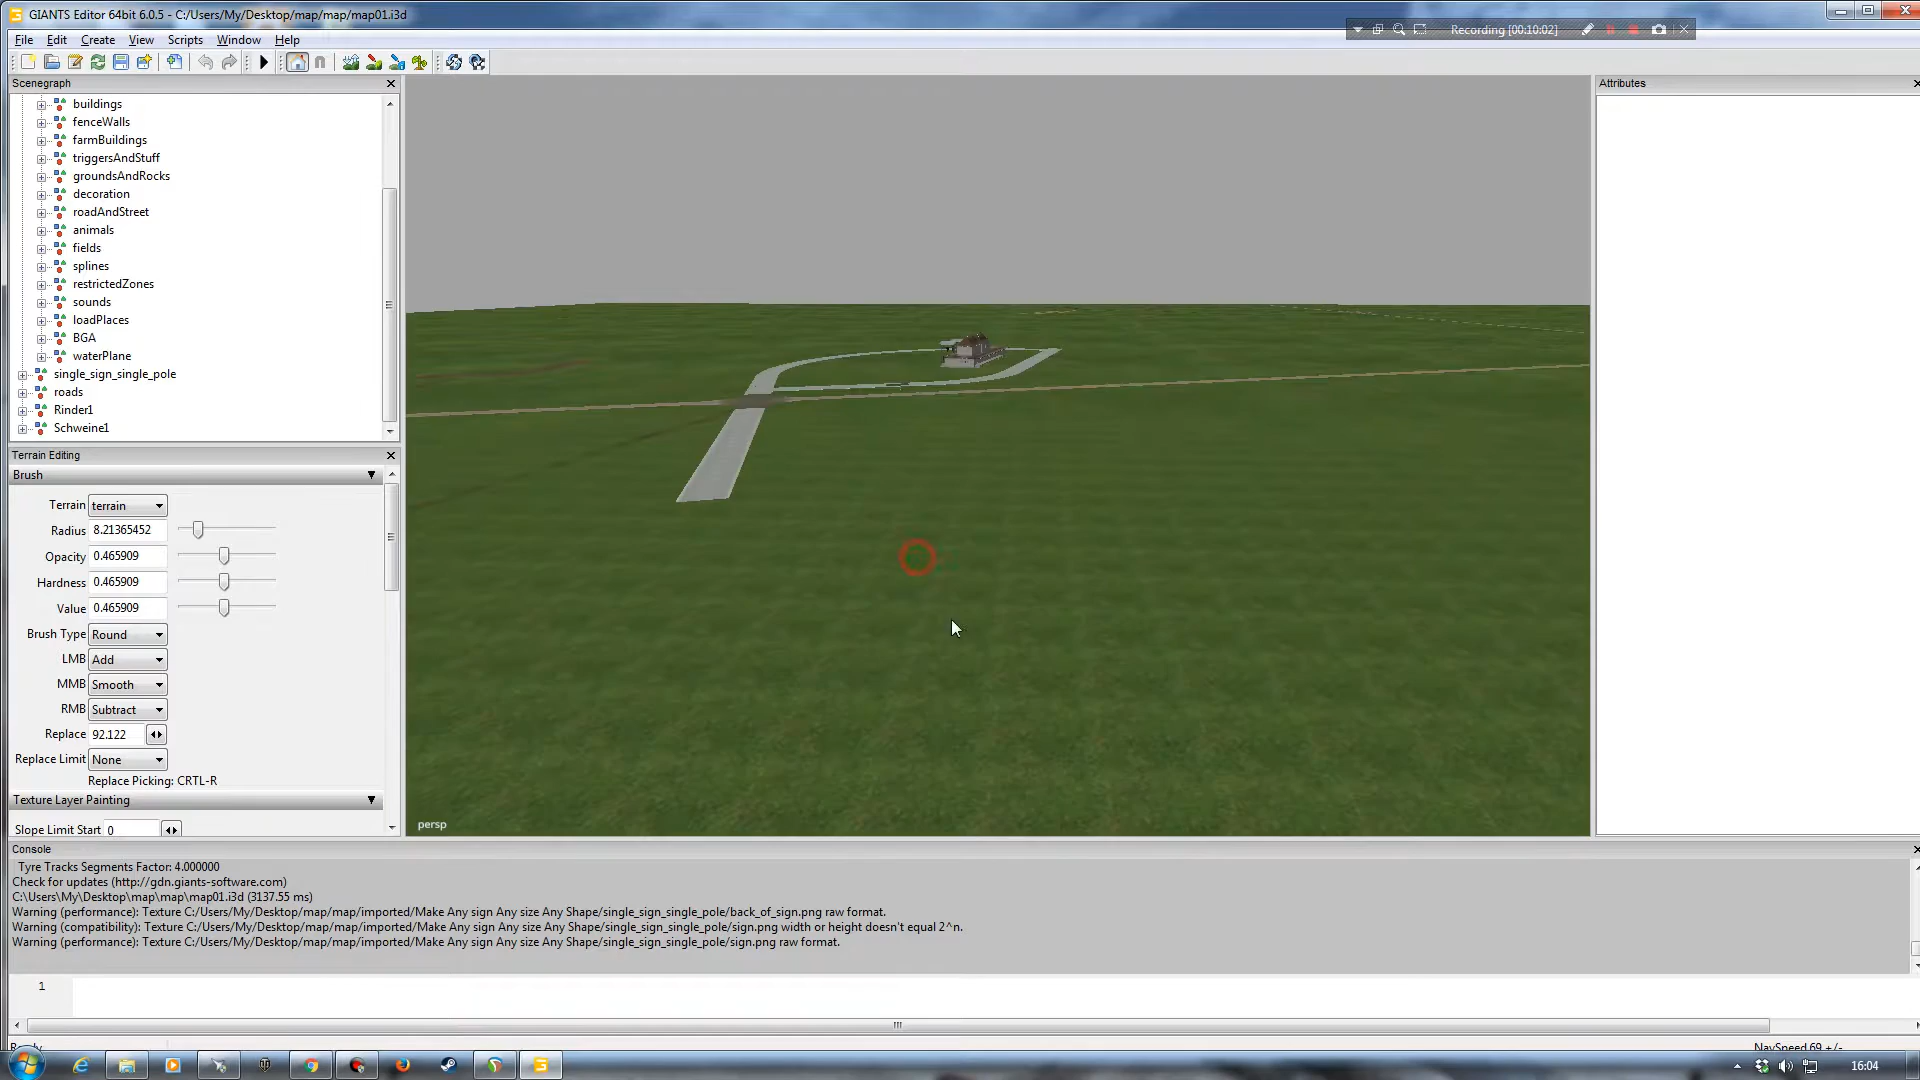 GIANTS Editor 64bit 6.0.5 - C:/Users/My/Desktop/map/map/map01.i3d
Recording [00:10:02]
File Edit Create View Scripts Window Help
Scenegraph
buildings
fenceWalls
farmBuildings
triggersAndStuff
groundsAndRocks
decoration
roadAndStreet
animals
fields
splines
restrictedZones
sounds
loadPlaces
BGA
waterPlane
single_sign_single_pole
roads
Rinder1
Schweine1
Attributes
Terrain Editing
Brush
Terrain terrain
Radius 8.21365452
Opacity 0.465909
Hardness 0.465909
Value 0.465909
Brush Type Round
LMB Add
MMB Smooth
RMB Subtract
Replace 92.122
Replace Limit None
Replace Picking: CRTL-R
Texture Layer Painting
Slope Limit Start 0
persp
Console
Tyre Tracks Segments Factor: 4.000000
Check for updates (http://gdn.giants-software.com)
C:\Users\My\Desktop\map\map\map01.i3d (3137.55 ms)
Warning (performance): Texture C:/Users/My/Desktop/map/map/imported/Make Any sign Any size Any Shape/single_sign_single_pole/back_of_sign.png raw format.
Warning (compatibility): Texture C:/Users/My/Desktop/map/map/imported/Make Any sign Any size Any Shape/single_sign_single_pole/sign.png width or height doesn't equal 2^n.
Warning (performance): Texture C:/Users/My/Desktop/map/map/imported/Make Any sign Any size Any Shape/single_sign_single_pole/sign.png raw format.
1
NavSpeed 69 +/-
16:04